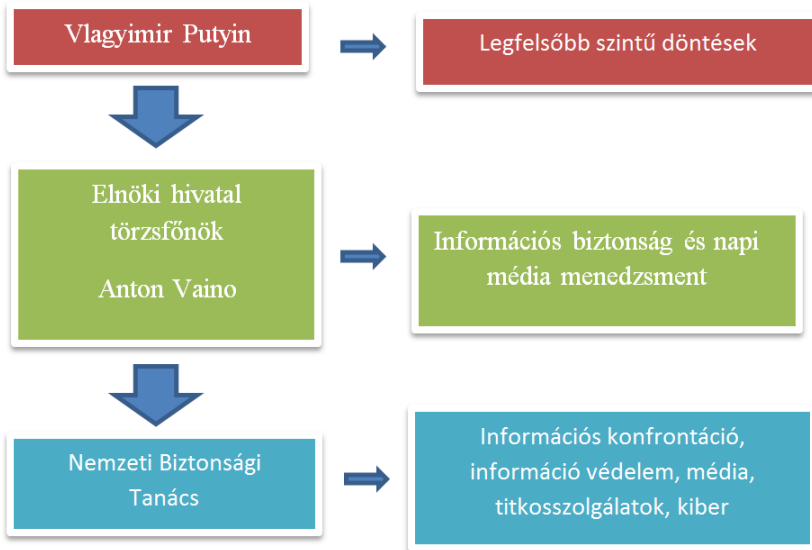 Vlagyimir Putyin
Legfelsőbb szintű döntések
Elnöki hivatal
törzsfőnök
Anton Vaino
Információs biztonság és napi
média menedzsment
Nemzeti Biztonsági
Tanács
Információs konfrontáció,
információ védelem, média,
titkosszolgálatok, kiber